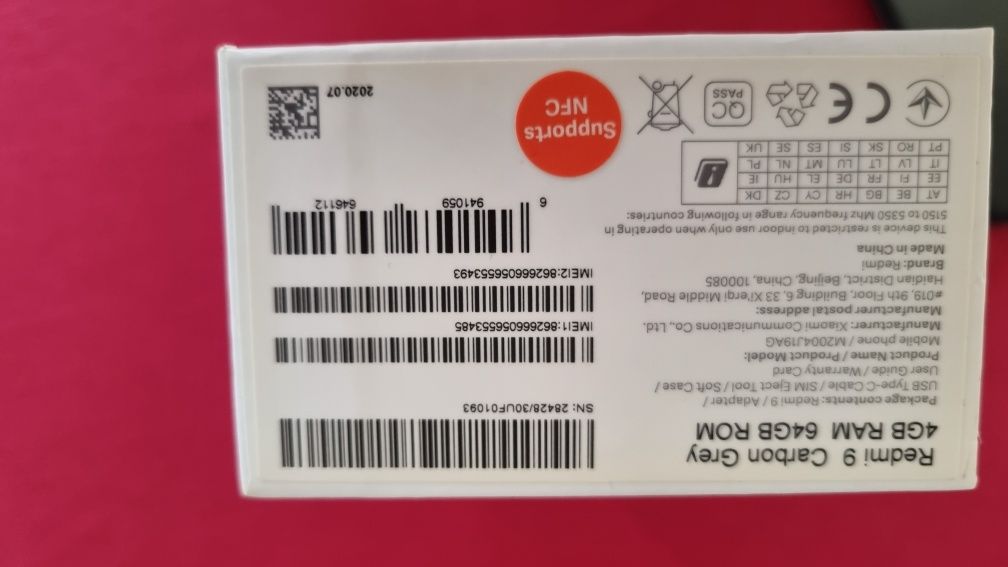 Redmi 9 Carbon Grey
4GB RAM 64GB ROM
Package contents: Redmi 9 / Adapter /
USB Type-C Cable / SIM Eject Tool / Soft Case /
User Guide / Warranty Card
Product Name / Product Model:
Mobile phone / M2004J19AG
Manufacturer: Xiaomi Communications Co., Ltd.
Manufacturer postal address:
#019, 9th Floor, Building 6, 33 Xi'erqi Middle Road,
Haidian District, Beijing, China, 100085
Brand: Redmi
Made in China
This device is restricted to indoor use only when operating in
5150 to 5350 Mhz frequency range in following countries:
AT BE BG HR CY CZ DK
EE FI FR DE EL HU IE
IT LV LT LU MT NL PL
PT RO SK SI ES SE UK
CE
QC
PASS
SN: 28428/30UF01093
IMEI1:862666056553485
IMEI2:862666056553493
6 941059 646112
Supports
NFC
2020.07